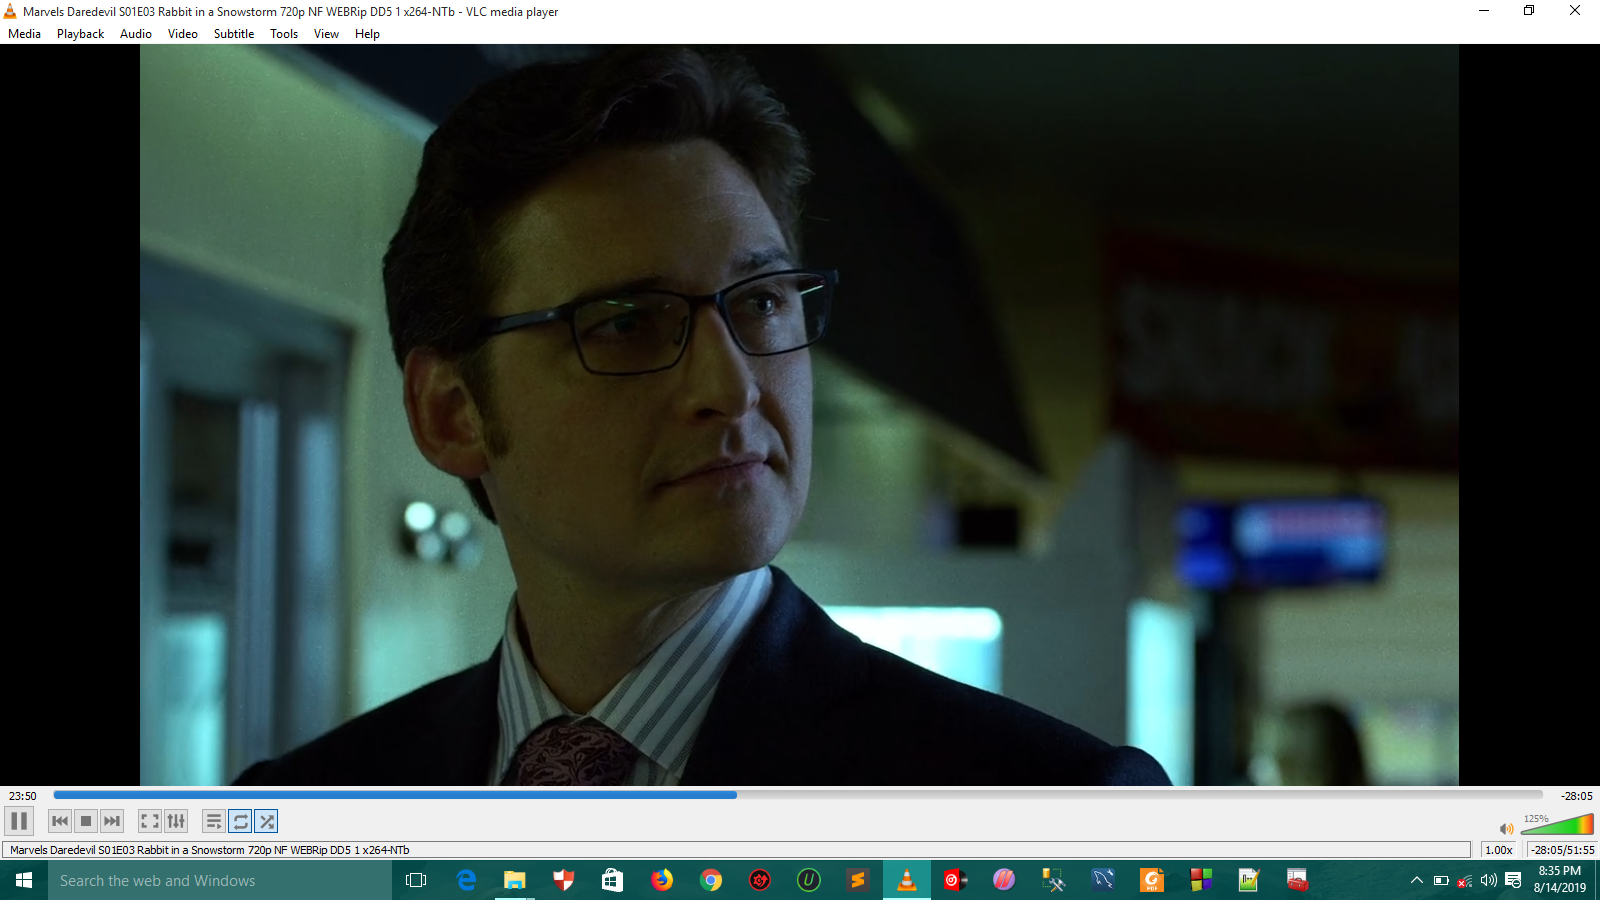 Marvels Daredevil S01E03 Rabbit in a Snowstorm 720p NF WEBRip DD5 1 x264-NTb - VLC media player
Media Playback Audio Video Subtitle Tools View Help
23:50
-28:05
125%
Marvels Daredevil S01E03 Rabbit in a Snowstorm 720p NF WEBRip DD5 1 x264-NTb
1.00x
-28:05/51:55
Search the web and Windows
PDF
8:35 PM
8/14/2019